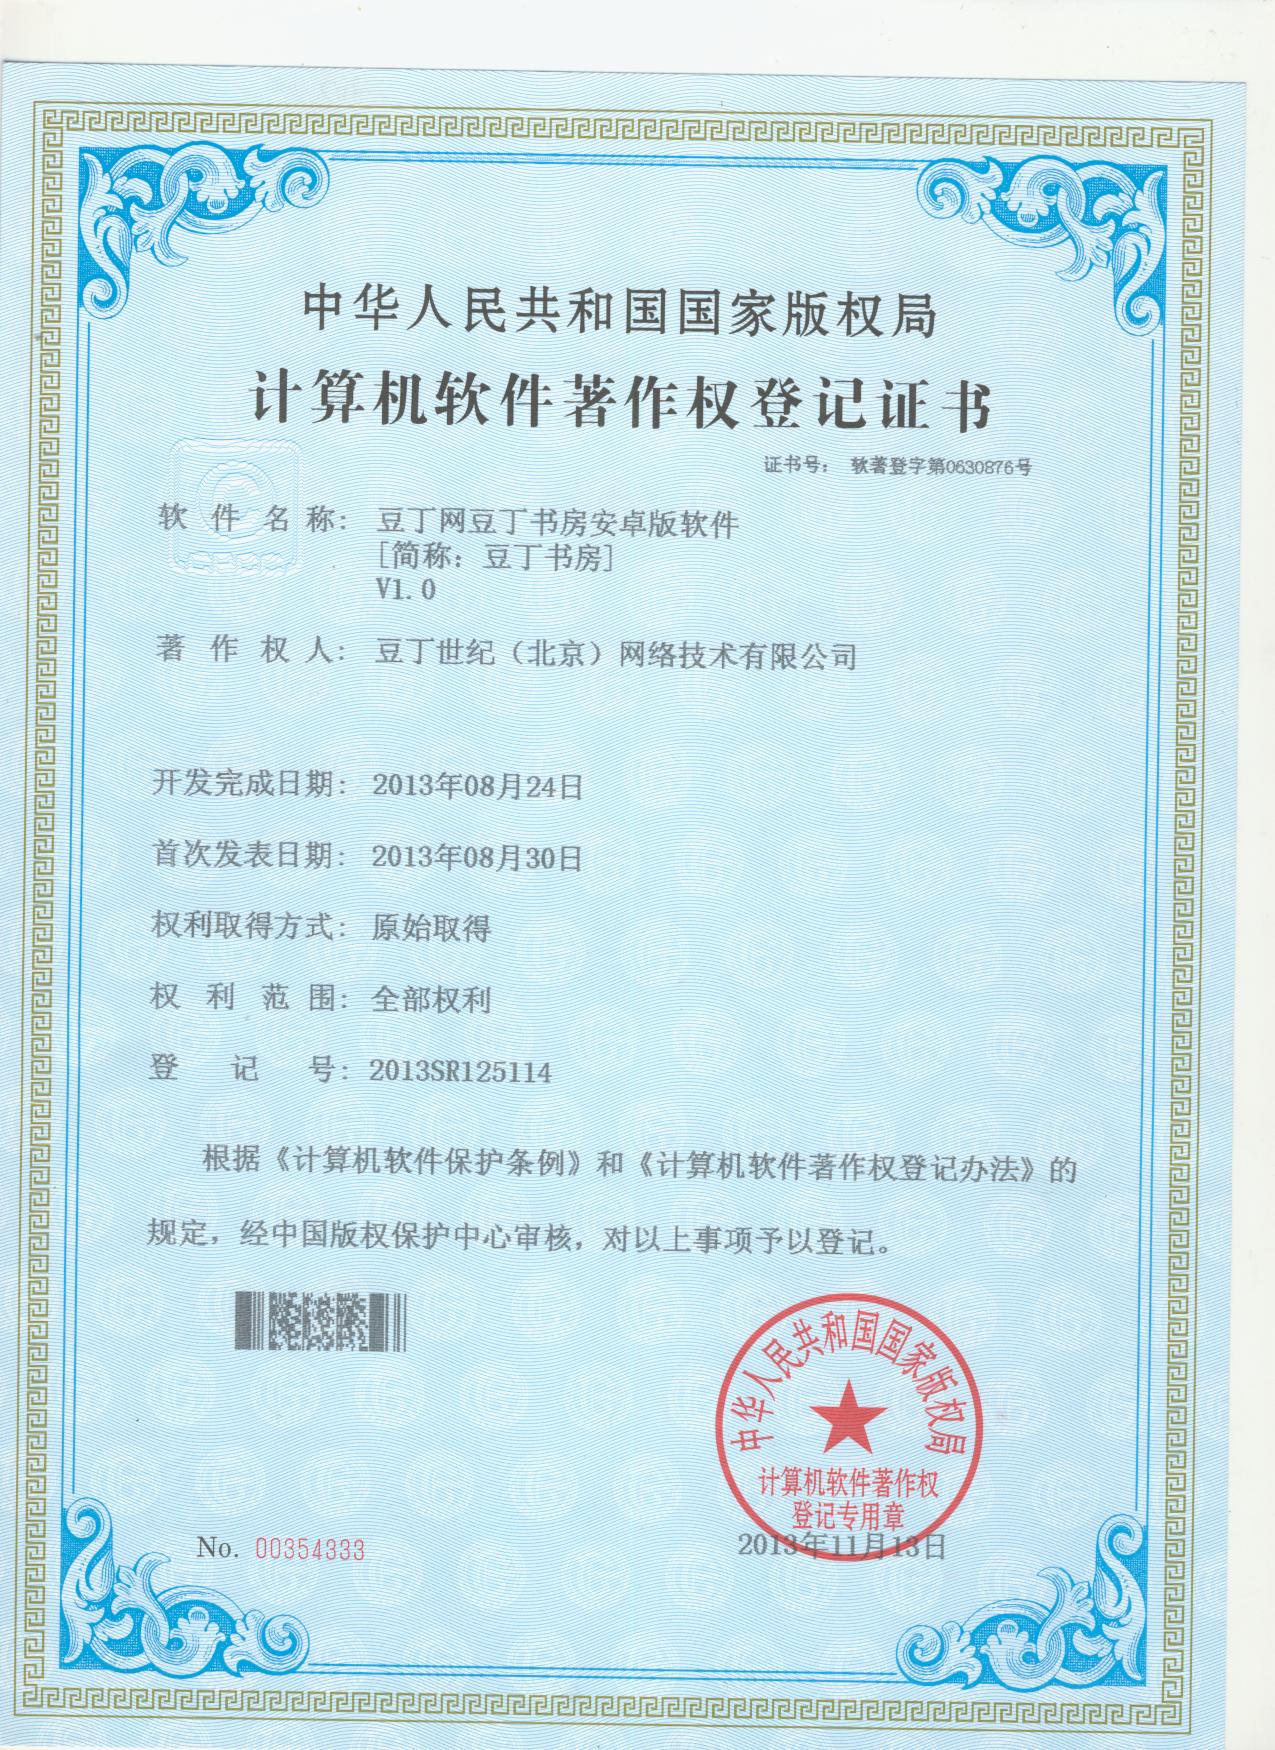 中华人民共和国国家版权局
计算机软件著作权登记证书
证书号： 软著登字第0630876号
软件名称： 豆丁网豆丁书房安卓版软件
[简称：豆丁书房]
V1.0
著作权人： 豆丁世纪（北京）网络技术有限公司
开发完成日期： 2013年08月24日
首次发表日期： 2013年08月30日
权利取得方式： 原始取得
权利范围： 全部权利
登记号： 2013SR125114
根据《计算机软件保护条例》和《计算机软件著作权登记办法》的
规定，经中国版权保护中心审核，对以上事项予以登记。
中华人民共和国国家版权局
计算机软件著作权
登记专用章
No. 00354333
2013年11月13日